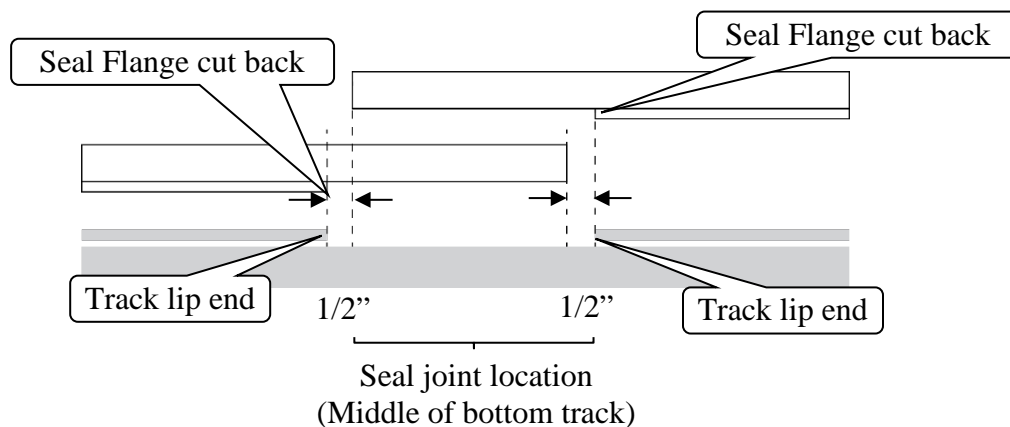 Seal Flange cut back
Seal Flange cut back
Track lip end
1/2”
1/2”
Track lip end
Seal joint location
(Middle of bottom track)